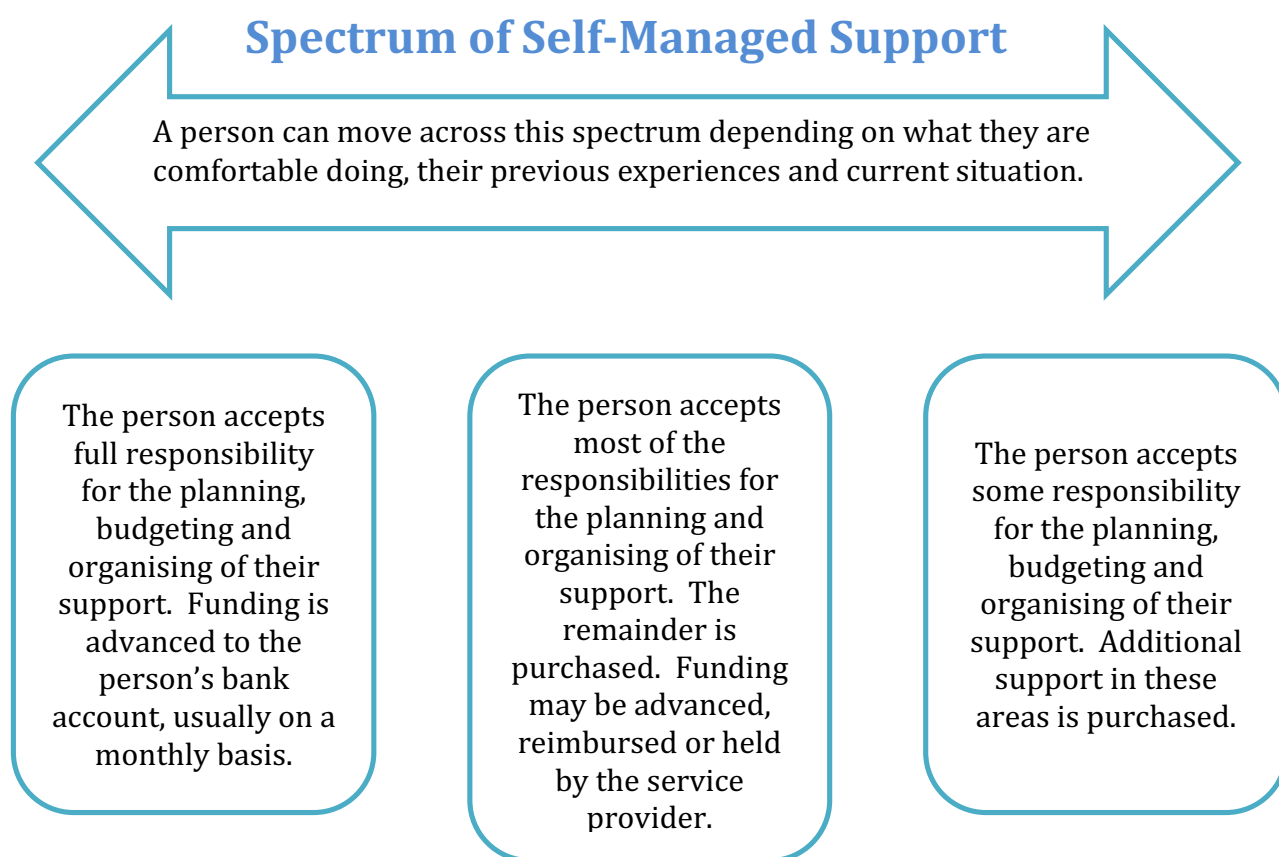 Spectrum of Self-Managed Support
A person can move across this spectrum depending on what they are
comfortable doing, their previous experiences and current situation.
The person accepts
full responsibility
for the planning,
budgeting and
organising of their
support.  Funding is
advanced to the
person’s bank
account, usually on a
monthly basis.
The person accepts
most of the
responsibilities for
the planning and
organising of their
support.  The
remainder is
purchased.  Funding
may be advanced,
reimbursed or held
by the service
provider.
The person accepts
some responsibility
for the planning,
budgeting and
organising of their
support.  Additional
support in these
areas is purchased.